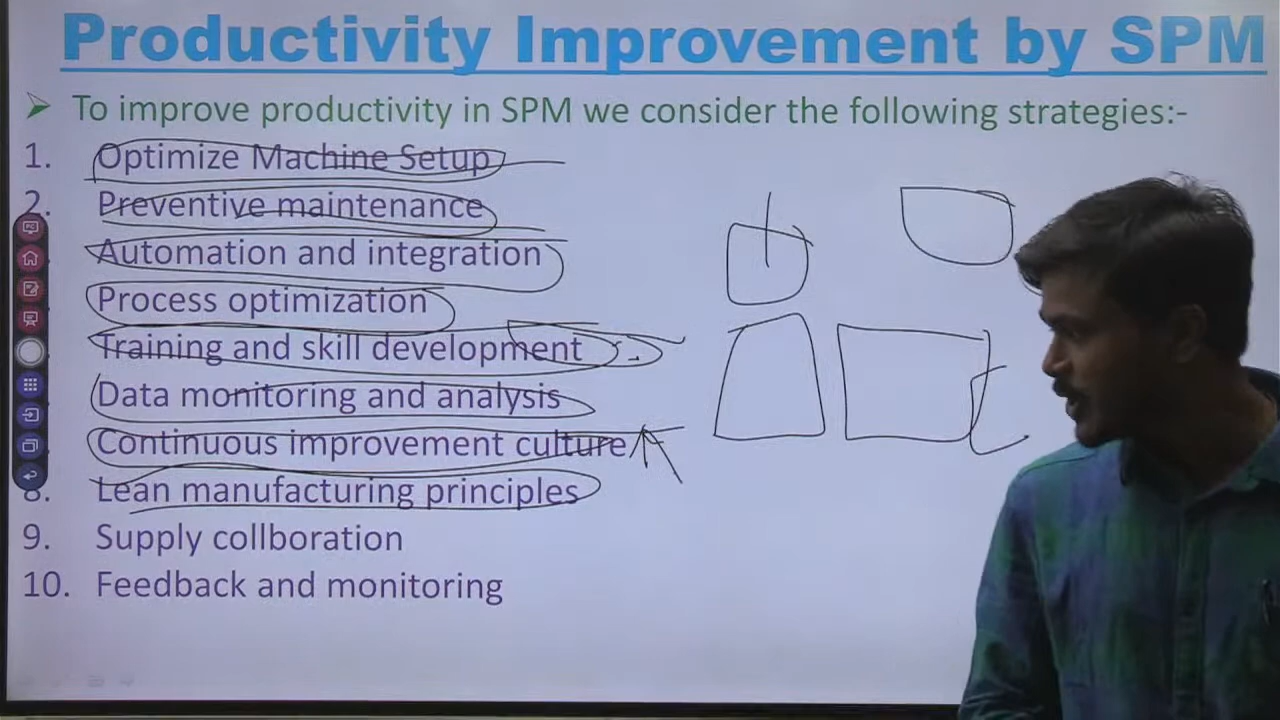 Productivity Improvement by SPM
To improve productivity in SPM we consider the following strategies:-
1. Optimize Machine Setup
2. Preventive maintenance
Automation and integration
Process optimization
Training and skill development
Data monitoring and analysis
Continuous improvement culture
8. Lean manufacturing principles
9. Supply collboration
10. Feedback and monitoring